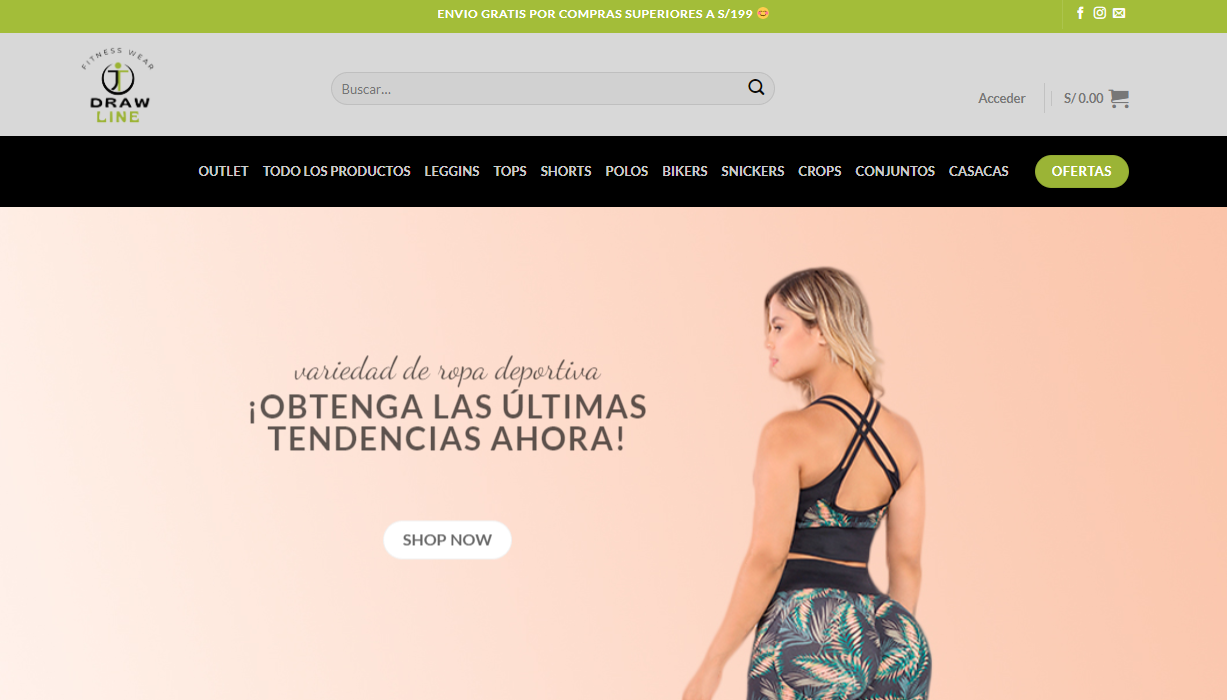 ENVIO GRATIS POR COMPRAS SUPERIORES A S/199 😊
FITNESS WEAR
JT
DRAW
LINE
Buscar...
Acceder
S/ 0.00
OUTLET TODO LOS PRODUCTOS LEGGINS TOPS SHORTS POLOS BIKERS SNICKERS CROPS CONJUNTOS CASACAS OFERTAS
variedad de ropa deportiva
¡OBTENGA LAS ÚLTIMAS
TENDENCIAS AHORA!
SHOP NOW